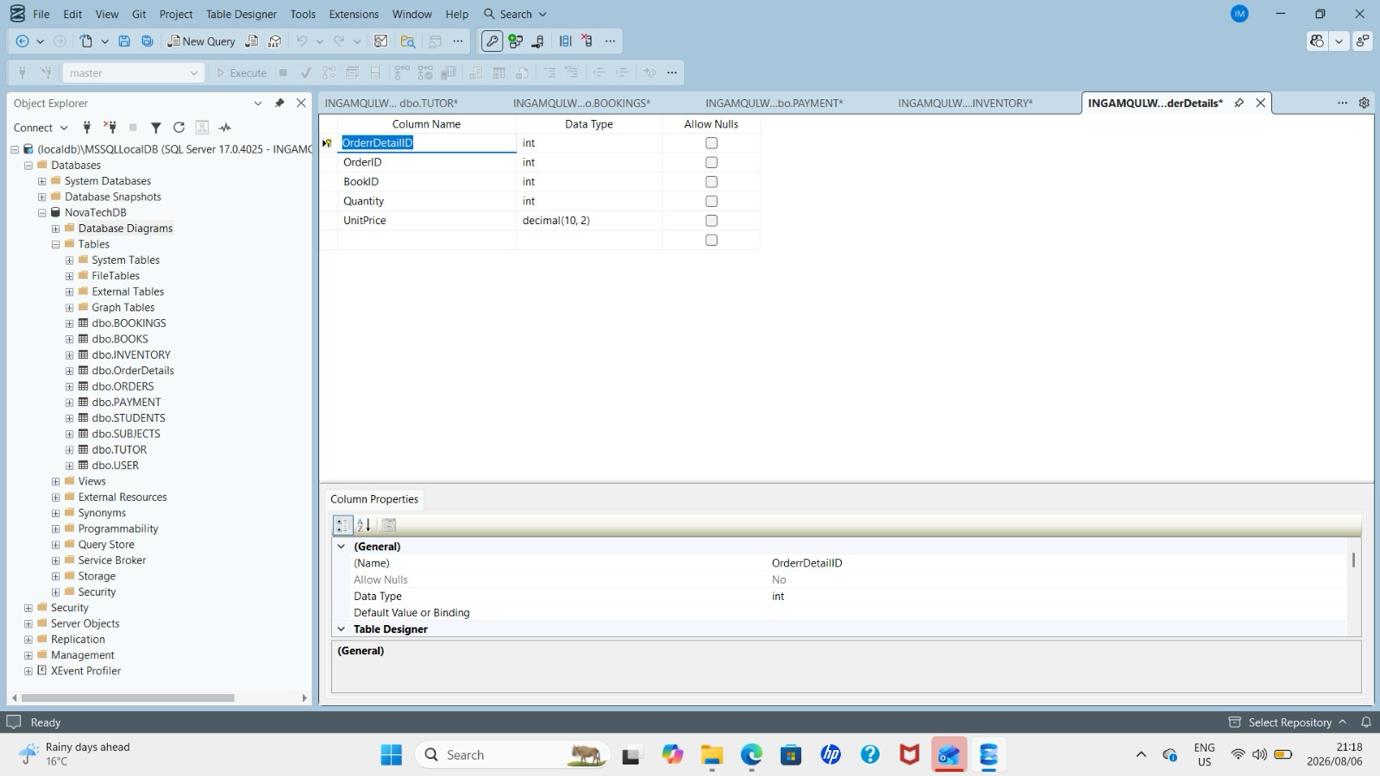 File Edit View Git Project Table Designer Tools Extensions Window Help Search IM
New Query
master Execute
Object Explorer
Connect
(localdb)\MSSQLLocalDB (SQL Server 17.0.4025 - INGAMO
Databases
System Databases
Database Snapshots
NovaTechDB
Database Diagrams
Tables
System Tables
FileTables
External Tables
Graph Tables
dbo.BOOKINGS
dbo.BOOKS
dbo.INVENTORY
dbo.OrderDetails
dbo.ORDERS
dbo.PAYMENT
dbo.STUDENTS
dbo.SUBJECTS
dbo.TUTOR
dbo.USER
Views
External Resources
Synonyms
Programmability
Query Store
Service Broker
Storage
Security
Security
Server Objects
Replication
Management
XEvent Profiler
INGAMQULW... dbo.TUTOR* INGAMQULW...o.BOOKINGS* INGAMQULW...bo.PAYMENT* INGAMQULW....INVENTORY* INGAMQULW...derDetails*
Column Name Data Type Allow Nulls
OrderrDetailID int
OrderID int
BookID int
Quantity int
UnitPrice decimal(10, 2)
Column Properties
(General)
(Name) OrderrDetailID
Allow Nulls No
Data Type int
Default Value or Binding
Table Designer
(General)
Ready Select Repository
Rainy days ahead
16°C
Search
ENG
US
21:18
2026/08/06